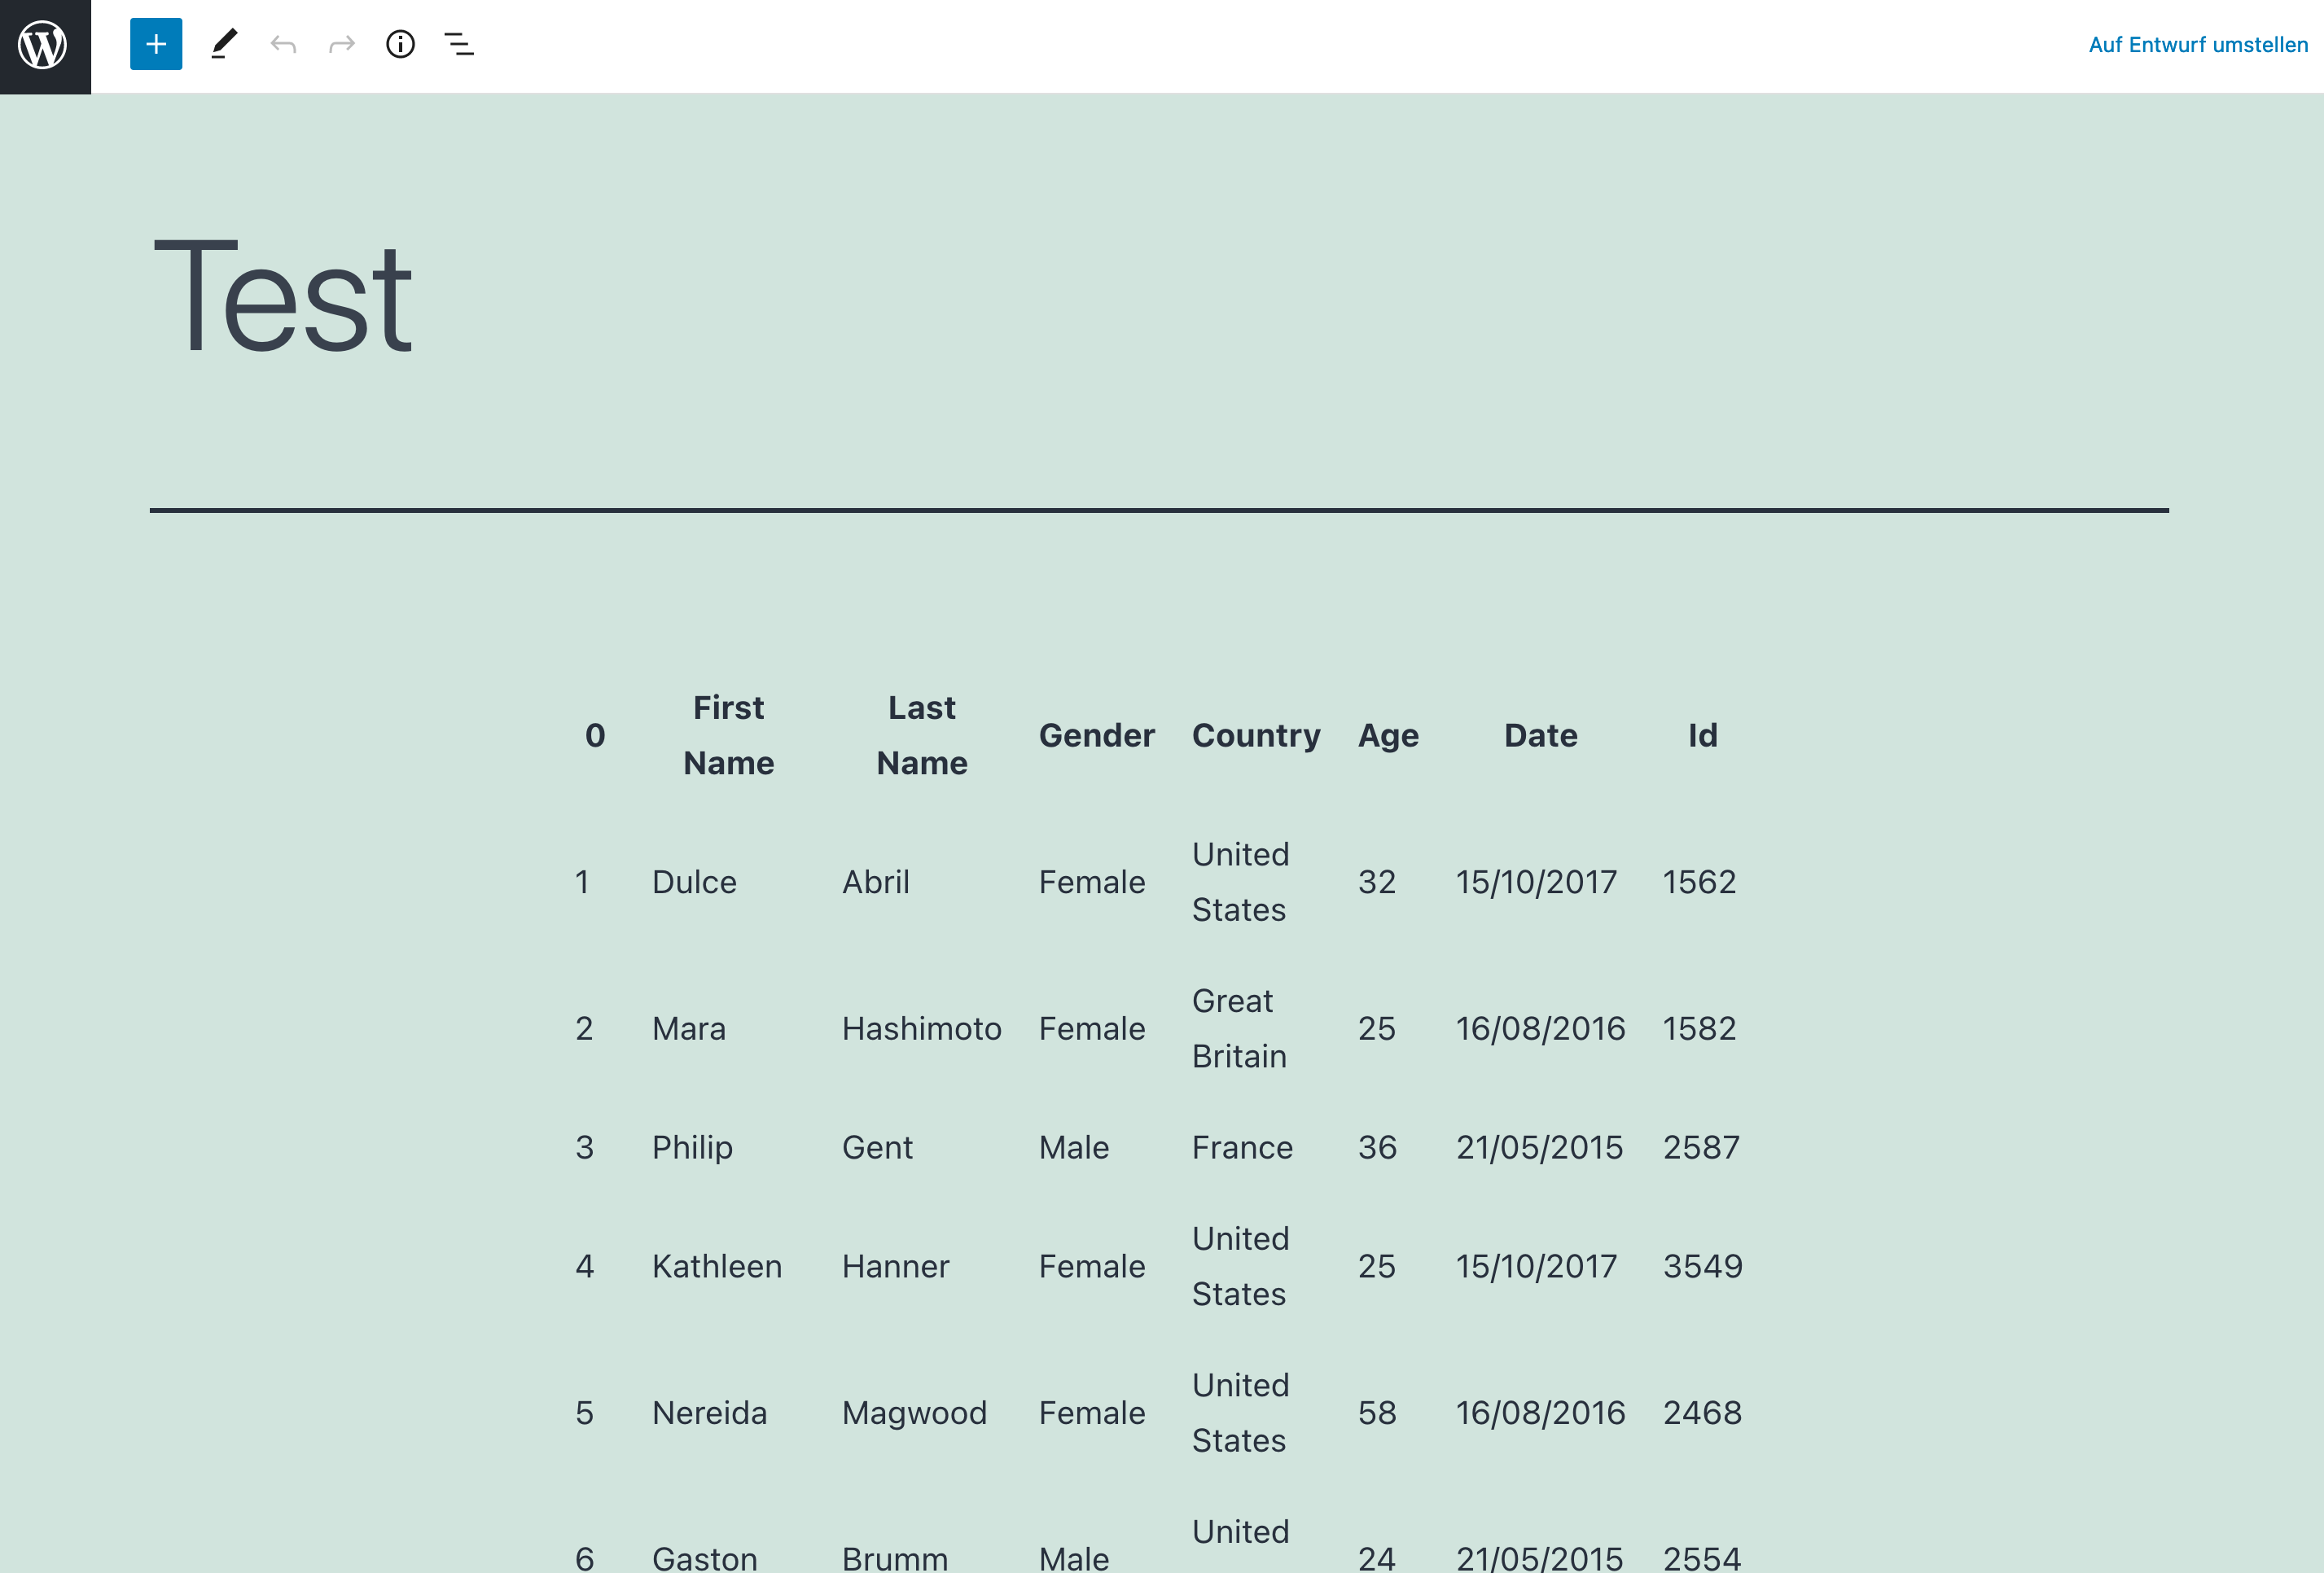 Auf Entwurf umstellen
Test
0 First Name Last Name Gender Country Age Date Id
1 Dulce Abril Female United States 32 15/10/2017 1562
2 Mara Hashimoto Female Great Britain 25 16/08/2016 1582
3 Philip Gent Male France 36 21/05/2015 2587
4 Kathleen Hanner Female United States 25 15/10/2017 3549
5 Nereida Magwood Female United States 58 16/08/2016 2468
6 Gaston Brumm Male United 24 21/05/2015 2554